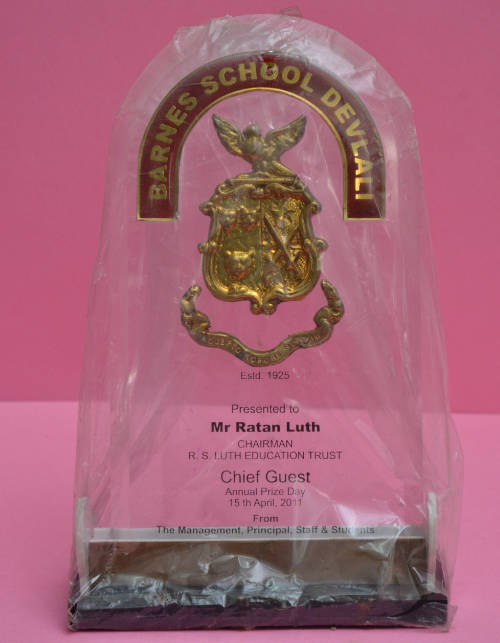 BARNES SCHOOL DEVLALI
Estd. 1925
Presented to
Mr Ratan Luth
CHAIRMAN
R. S. LUTH EDUCATION TRUST
Chief Guest
Annual Prize Day
15 th April, 2011
From
The Management, Principal, Staff & Students